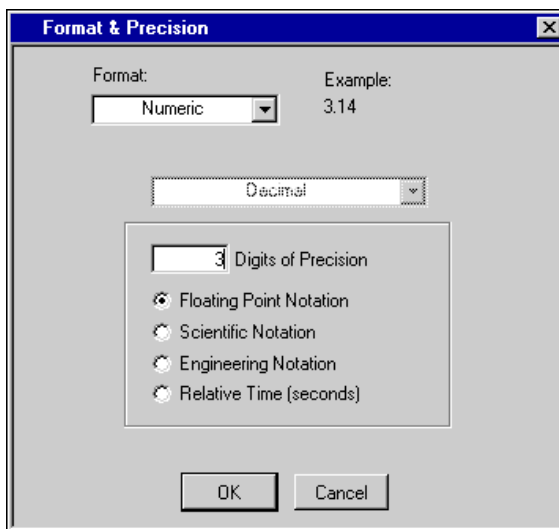 Format & Precision
Format:
Example:
Numeric
3.14
Decimal
3 Digits of Precision
Floating Point Notation
Scientific Notation
Engineering Notation
Relative Time (seconds)
OK
Cancel